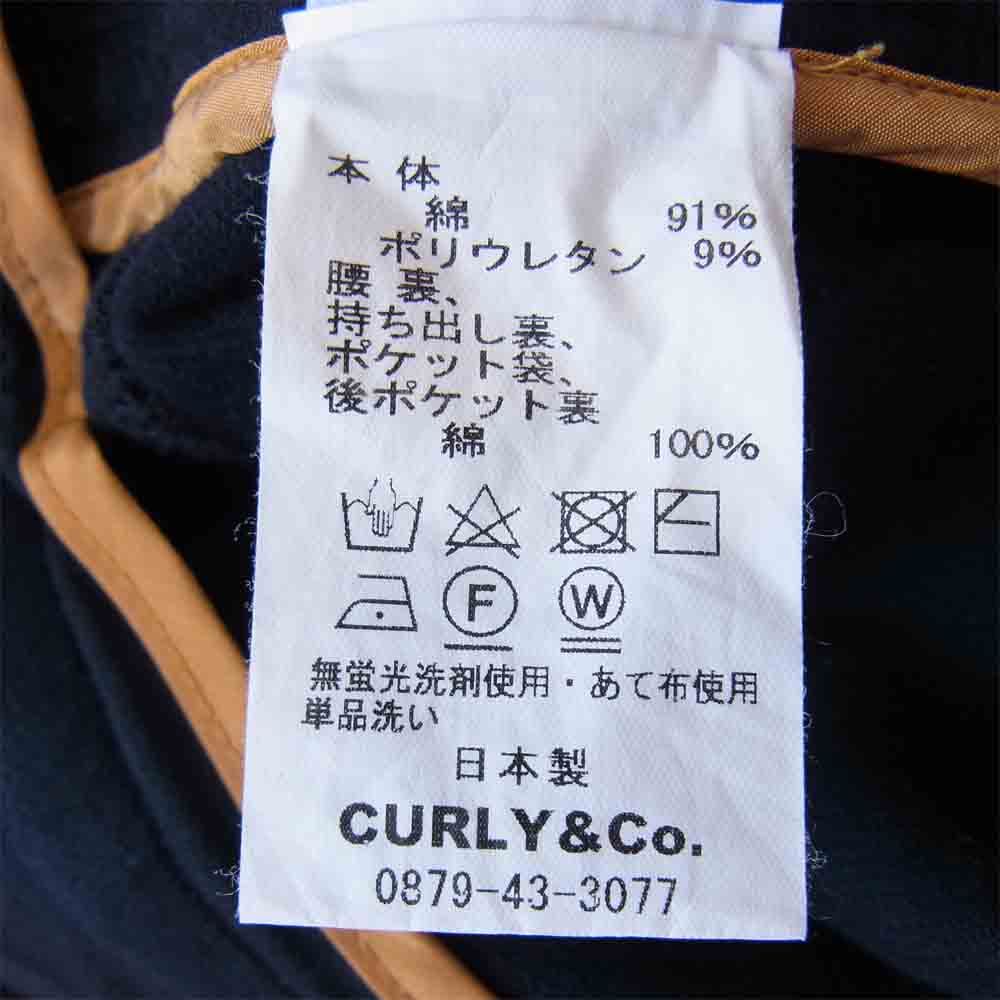 本 体
綿 91%
ポリウレタン 9%
腰 裏、
持ち出し裏、
ポケット袋、
後ポケット裏
綿 100%
F W
無蛍光洗剤使用・あて布使用
単品洗い
日本製
CURLY&Co.
0879-43-3077